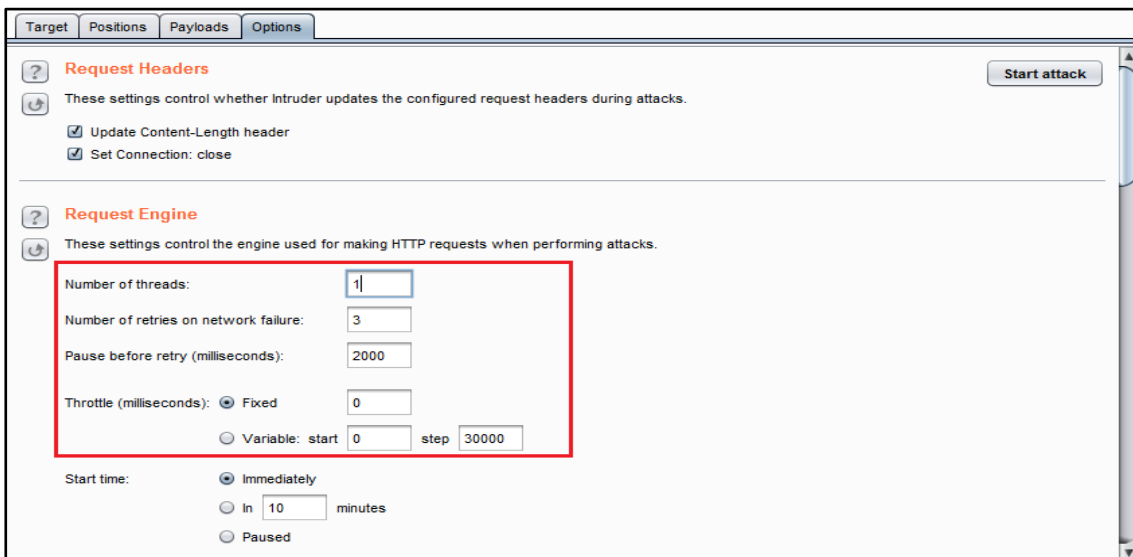 Target Positions Payloads Options
? Request Headers Start attack
These settings control whether Intruder updates the configured request headers during attacks.
Update Content-Length header
Set Connection: close
? Request Engine
These settings control the engine used for making HTTP requests when performing attacks.
Number of threads: 1
Number of retries on network failure: 3
Pause before retry (milliseconds): 2000
Throttle (milliseconds): Fixed 0
Variable: start 0 step 30000
Start time: Immediately
In 10 minutes
Paused